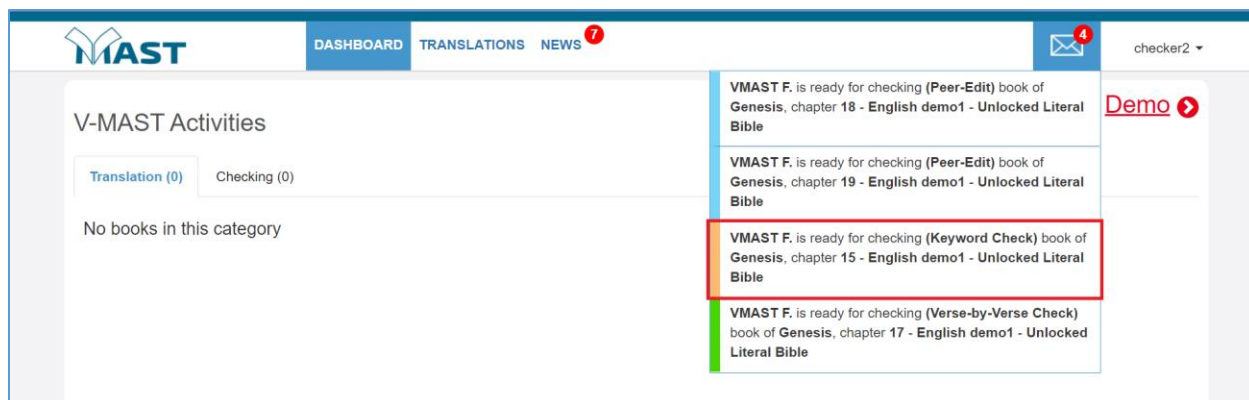 MAST
DASHBOARD TRANSLATIONS NEWS 7 4 checker2
V-MAST Activities
Demo
Translation (0) Checking (0)
No books in this category
VMAST F. is ready for checking (Peer-Edit) book of
Genesis, chapter 18 - English demo1 - Unlocked Literal
Bible
VMAST F. is ready for checking (Peer-Edit) book of
Genesis, chapter 19 - English demo1 - Unlocked Literal
Bible
VMAST F. is ready for checking (Keyword Check) book of
Genesis, chapter 15 - English demo1 - Unlocked Literal
Bible
VMAST F. is ready for checking (Verse-by-Verse Check)
book of Genesis, chapter 17 - English demo1 - Unlocked
Literal Bible